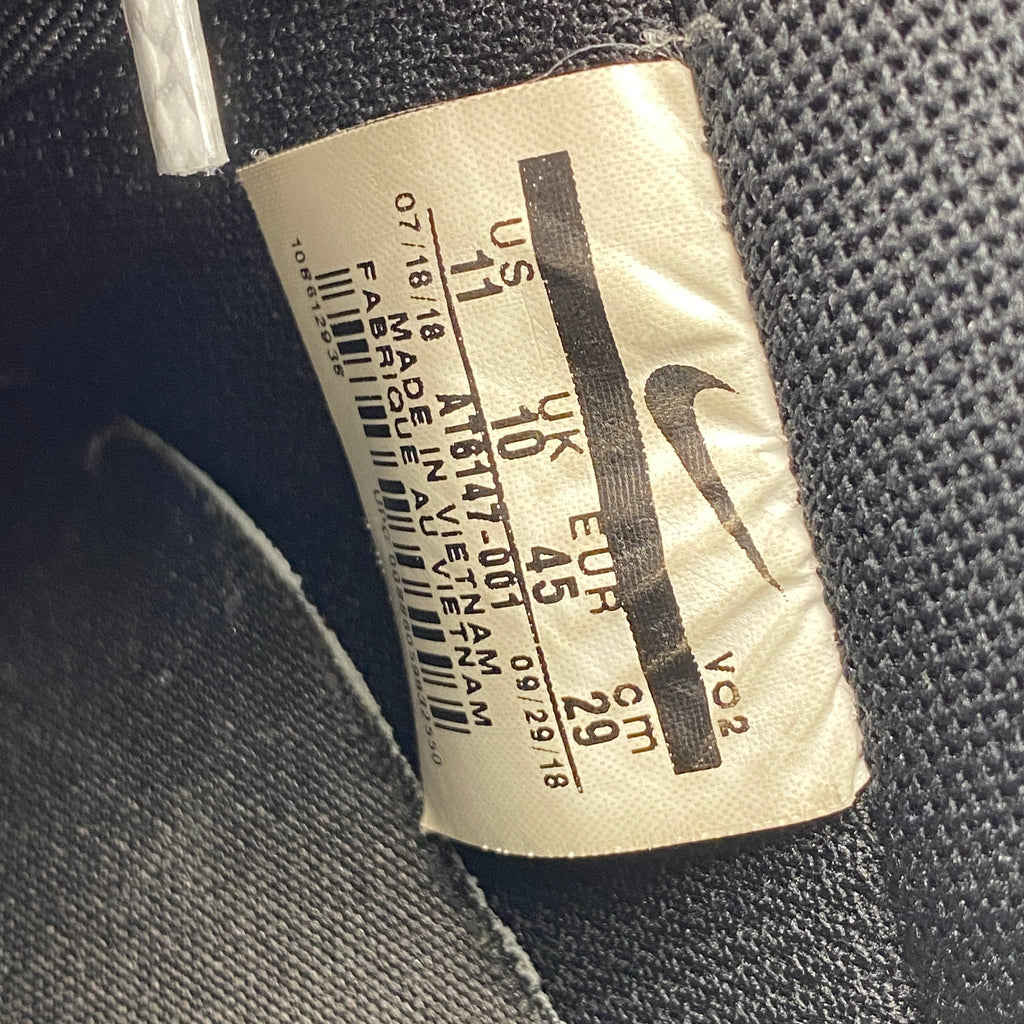 VO2
US UK EUR cm
11 10 45 29
07/18/18 AT6147-001 09/29/18
MADE IN VIETNAM
FABRIQUE AU VIETNAM